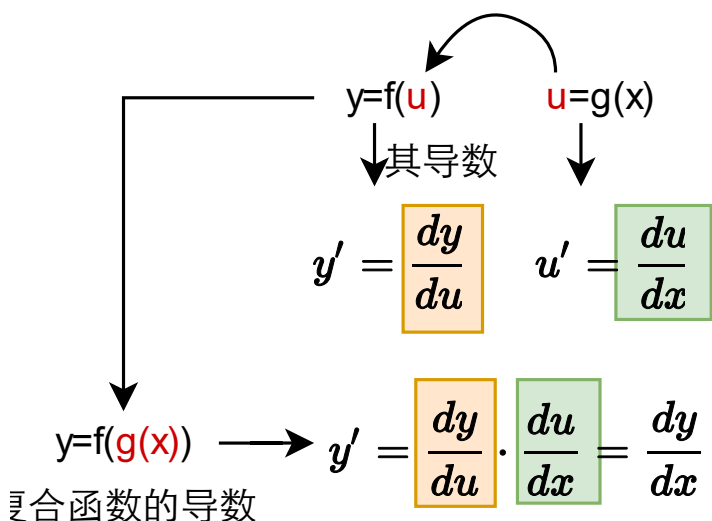 y=f(u) u=g(x)
其导数
y′ = dy/du u′ = du/dx
y=f(g(x)) y′ = dy/du · du/dx = dy/dx
复合函数的导数